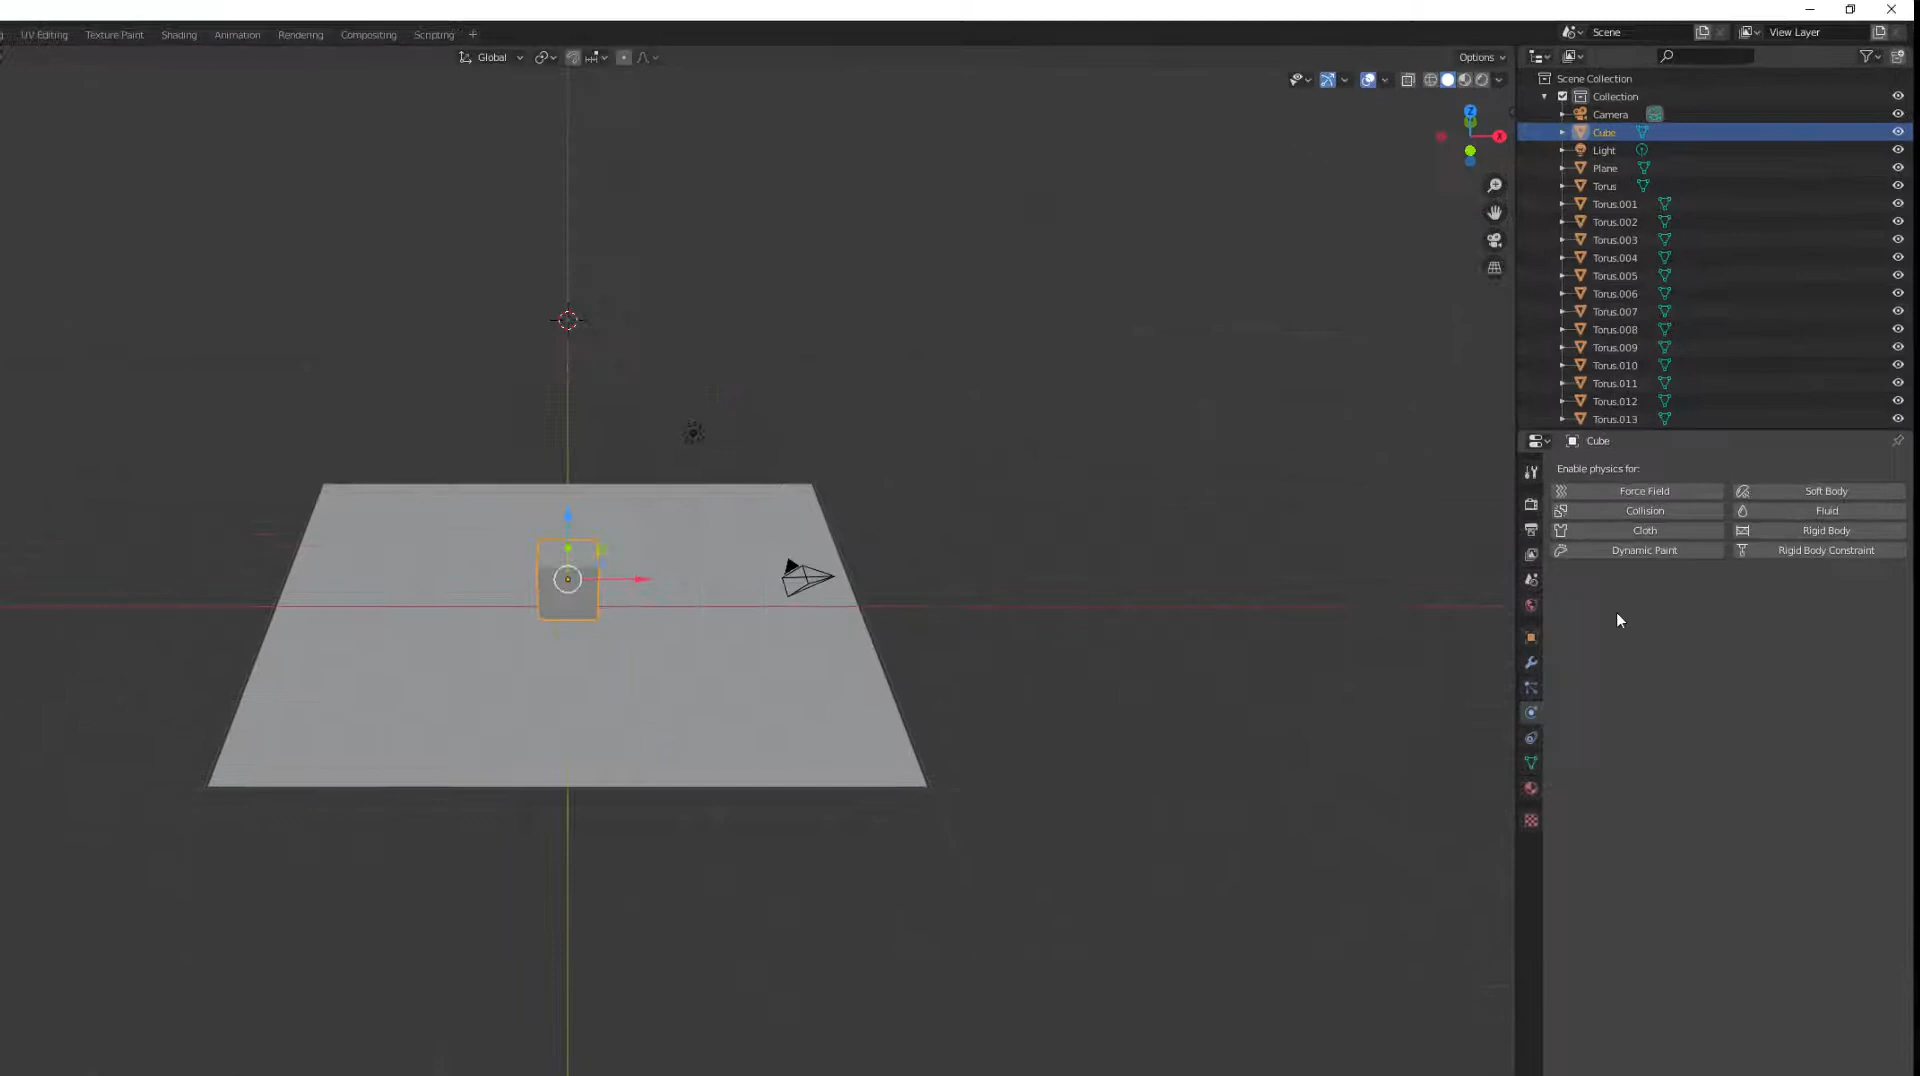 UV Editing Texture Paint Shading Animation Rendering Compositing Scripting + Scene View Layer
Global Options
Scene Collection
Collection
Camera
Cube
Light
Plane
Torus
Torus.001
Torus.002
Torus.003
Torus.004
Torus.005
Torus.006
Torus.007
Torus.008
Torus.009
Torus.010
Torus.011
Torus.012
Torus.013
Z
X
Cube
Enable physics for:
Force Field Soft Body
Collision Fluid
Cloth Rigid Body
Dynamic Paint Rigid Body Constraint